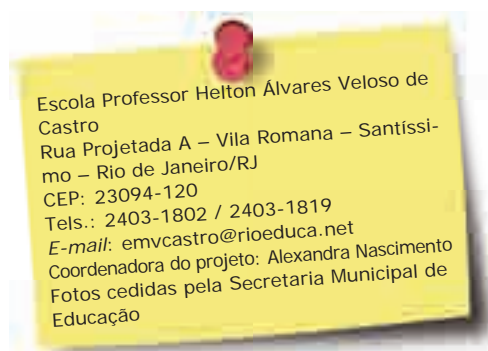 Escola Professor Helton Álvares Veloso de
Castro
Rua Projetada A – Vila Romana – Santíssi-
mo – Rio de Janeiro/RJ
CEP: 23094-120
Tels.: 2403-1802 / 2403-1819
E-mail: emvcastro@rioeduca.net
Coordenadora do projeto: Alexandra Nascimento
Fotos cedidas pela Secretaria Municipal de
Educação